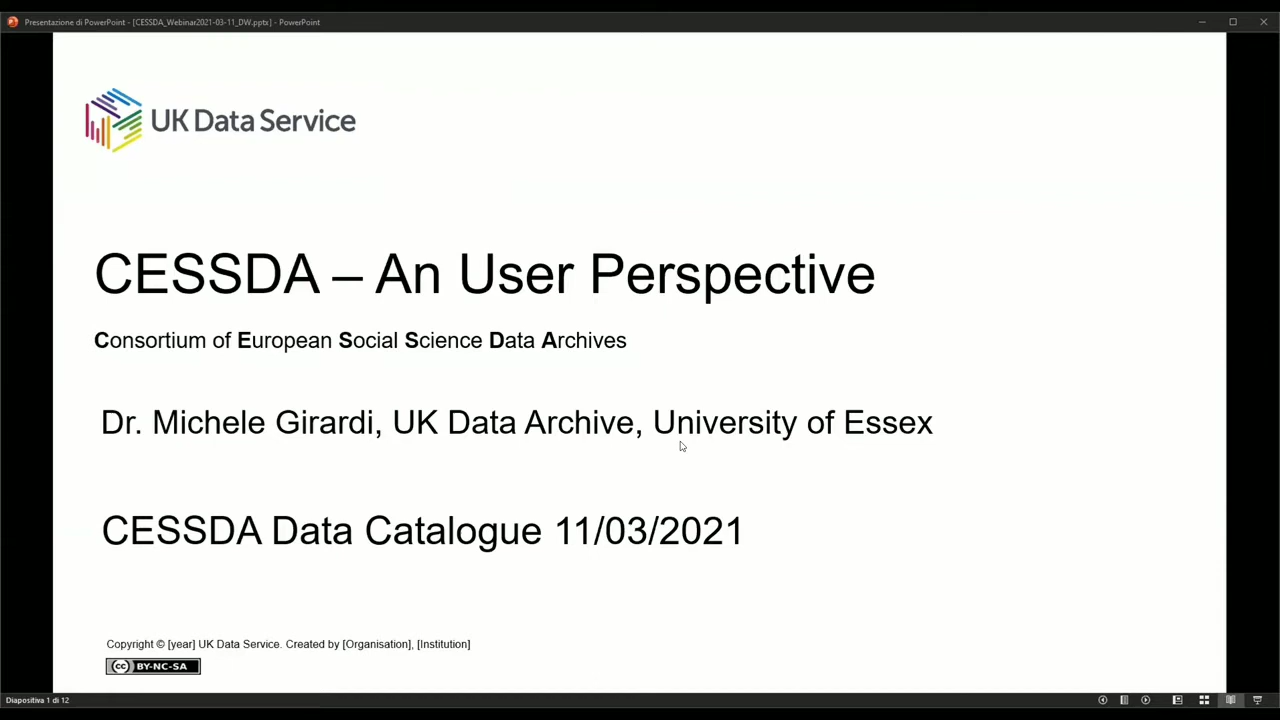 Presentazione di PowerPoint - [CESSDA_Webinar2021-03-11_DW.pptx] - PowerPoint
UK Data Service
CESSDA – An User Perspective
Consortium of European Social Science Data Archives
Dr. Michele Girardi, UK Data Archive, University of Essex
CESSDA Data Catalogue 11/03/2021
Copyright © [year] UK Data Service. Created by [Organisation], [Institution]
cc BY-NC-SA
Diapositiva 1 di 12